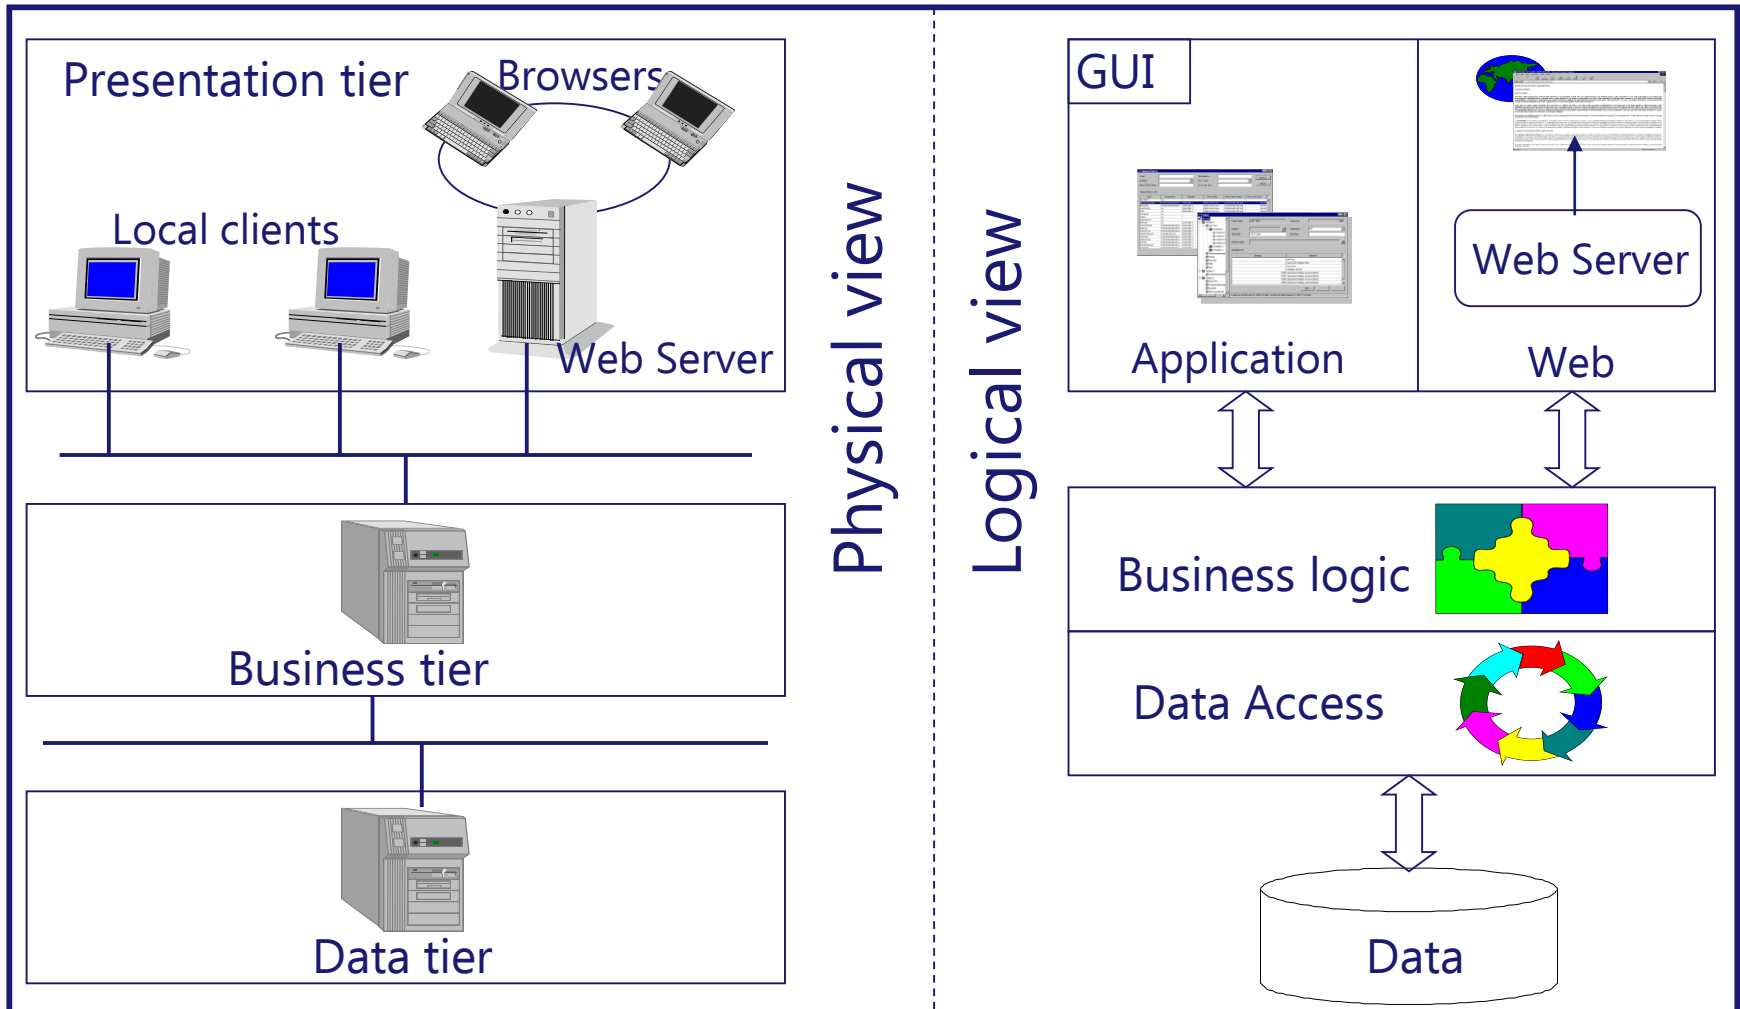 Presentation tier
Browsers
Local clients
Web Server
Business tier
Data tier
Physical view
Logical view
GUI
Application
Web Server
Web
Business logic
Data Access
Data